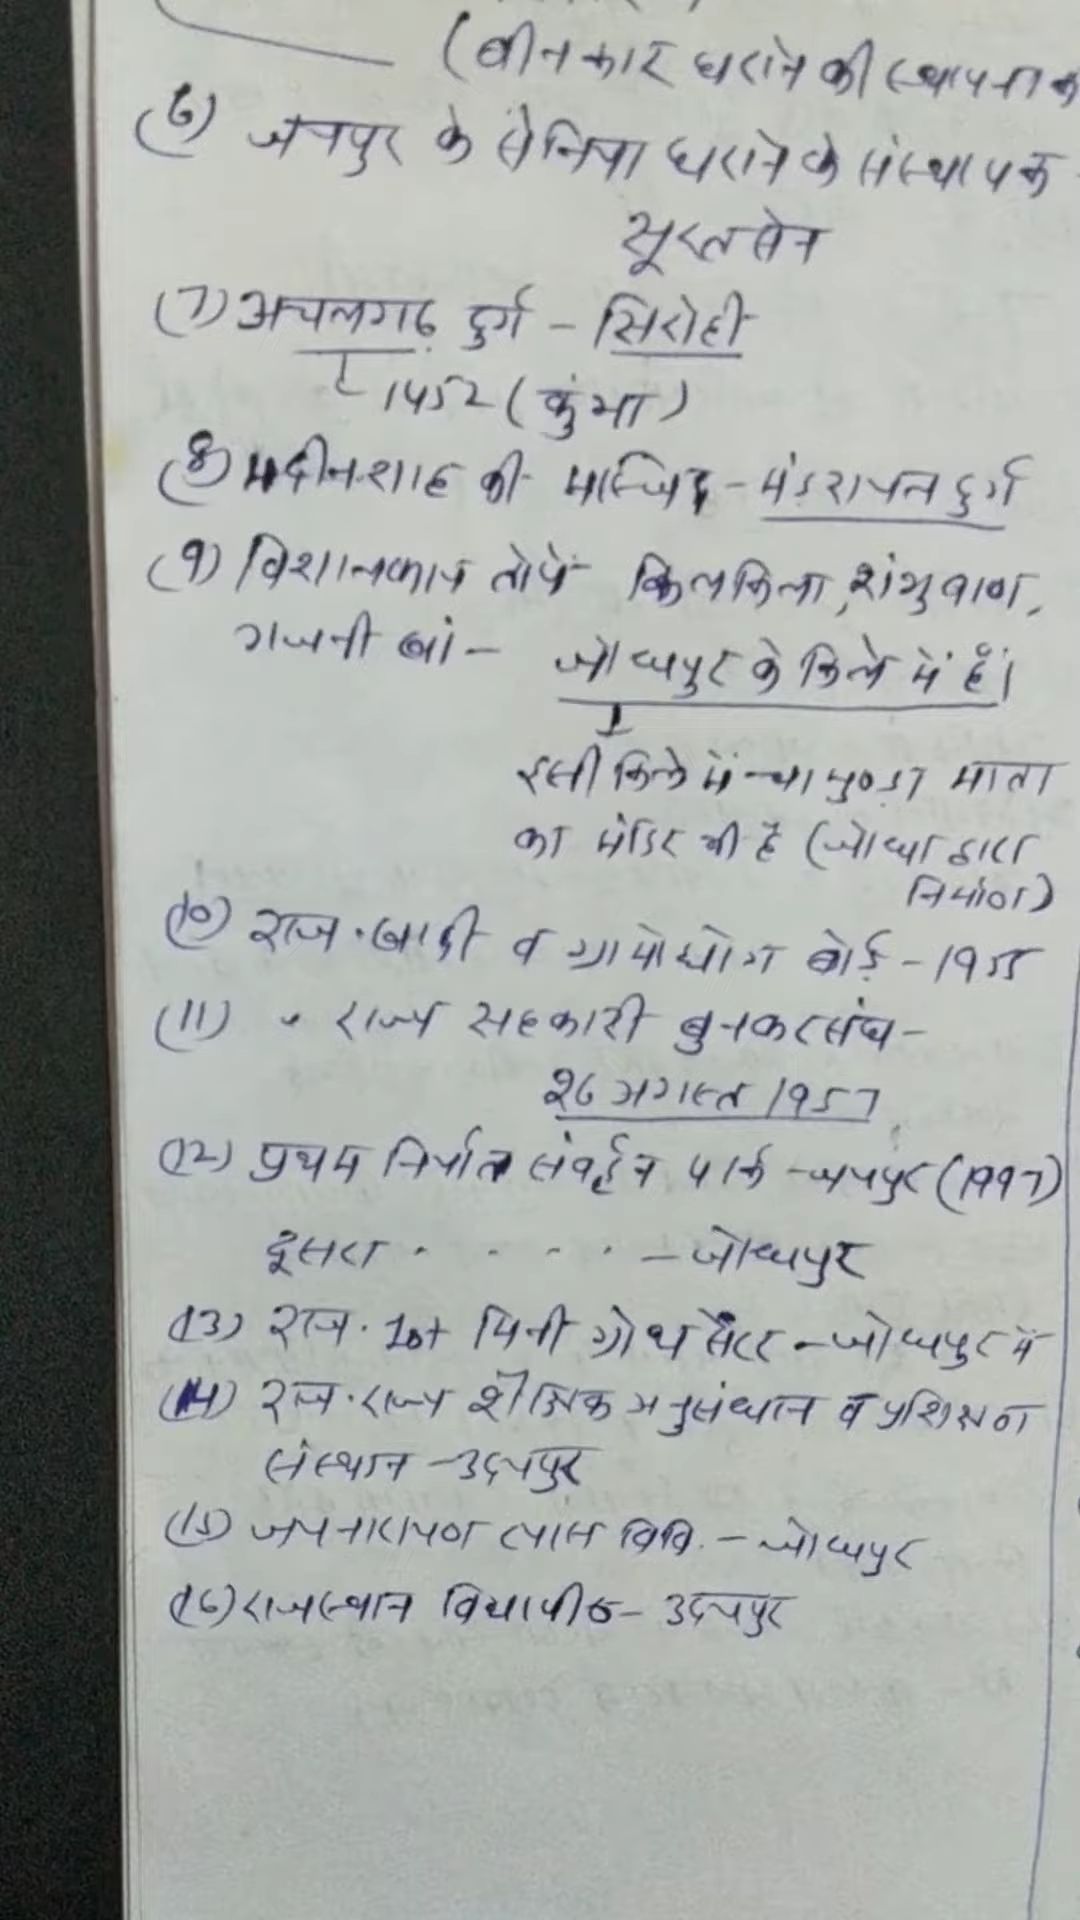 (बीनकार घराने की स्थापना क
(6) जयपुर के सेनिया घराने के संस्थापक -
सूरतसेन
(7) अचलगढ़ दुर्ग - सिरोही
1452 (कुंभा)
(8) मर्दानशाह की मस्जिद - मंडरायल दुर्ग
(9) विशालकाय तोपें किलकिला, शंभुबाण,
गजनी खां - जोधपुर के किले में हैं।
इसी किले में चामुण्डा माता
का मंदिर भी है (जोधा द्वारा
निर्माण)
(10) राज. खादी व ग्रामोद्योग बोर्ड - 1955
(11) " राज्य सहकारी बुनकर संघ -
26 अगस्त 1957
(12) प्रथम निर्यात संवर्द्धन पार्क - जयपुर (1997)
दूसरा . . . . - जोधपुर
(13) राज. 1st मिनी ग्रोथ सेंटर - जोधपुर में
(14) राज. राज्य शैक्षिक अनुसंधान व प्रशिक्षण
संस्थान - उदयपुर
(15) जयनारायण व्यास विवि. - जोधपुर
(16) राजस्थान विद्यापीठ - उदयपुर